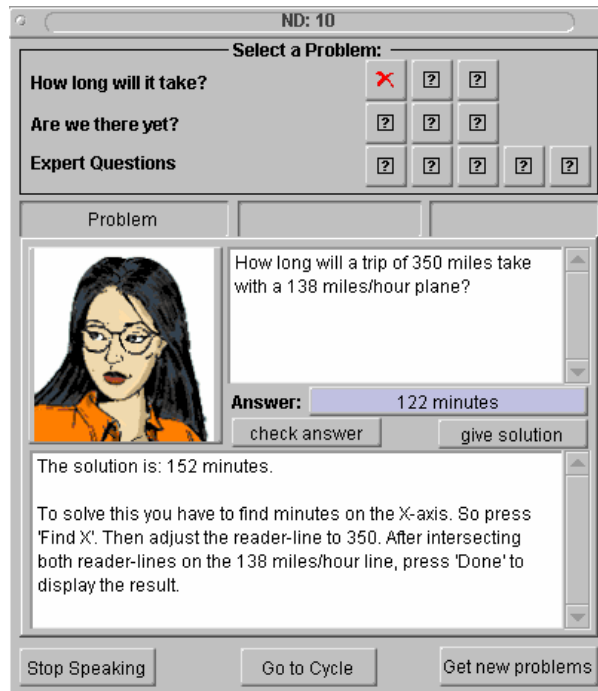 ND: 10
Select a Problem:
How long will it take?
? ?
Are we there yet?
? ? ?
Expert Questions
? ? ? ? ?
Problem
How long will a trip of 350 miles take
with a 138 miles/hour plane?
Answer: 122 minutes
check answer give solution
The solution is: 152 minutes.
To solve this you have to find minutes on the X-axis. So press
'Find X'. Then adjust the reader-line to 350. After intersecting
both reader-lines on the 138 miles/hour line, press 'Done' to
display the result.
Stop Speaking Go to Cycle Get new problems